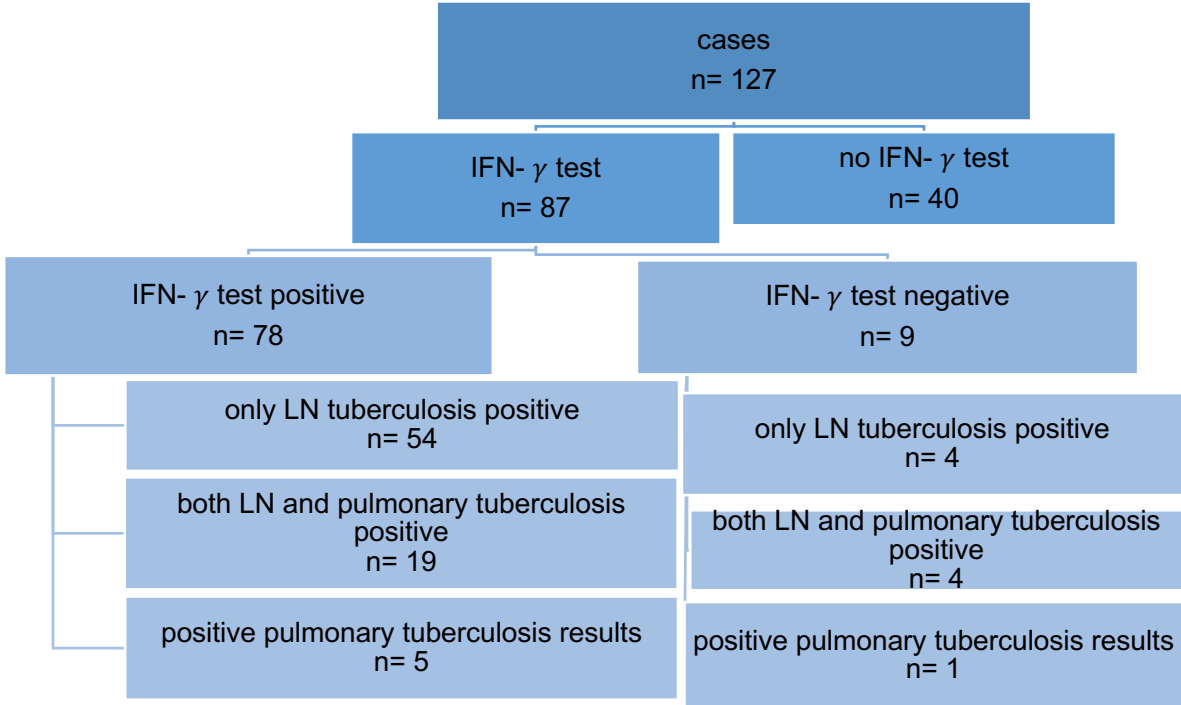 cases
n= 127
IFN- γ test
n= 87
no IFN- γ test
n= 40
IFN- γ test positive
n= 78
IFN- γ test negative
n= 9
only LN tuberculosis positive
n= 54
both LN and pulmonary tuberculosis
positive
n= 19
positive pulmonary tuberculosis results
n= 5
only LN tuberculosis positive
n= 4
both LN and pulmonary tuberculosis
positive
n= 4
positive pulmonary tuberculosis results
n= 1